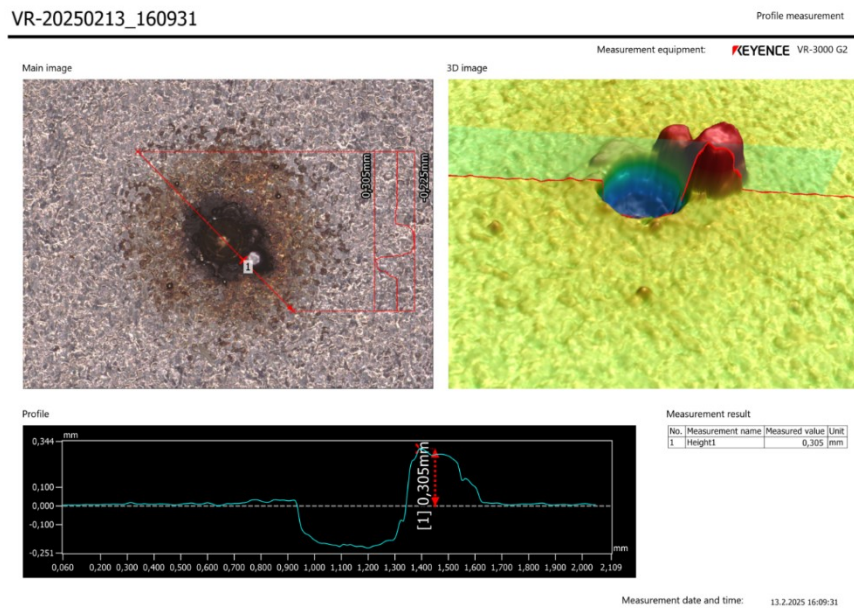 VR-20250213_160931
Profile measurement
Measurement equipment: KEYENCE VR-3000 G2
Main image
3D image
0,305mm
-0,225mm
1
Profile
mm
0,344
0,100
0,000
-0,100
-0,251
[1] 0,305mm
mm
0,060 0,200 0,300 0,400 0,500 0,600 0,700 0,800 0,900 1,000 1,100 1,200 1,300 1,400 1,500 1,600 1,700 1,800 1,900 2,000 2,109
Measurement result
No. Measurement name Measured value Unit
1 Height1 0,305 mm
Measurement date and time: 13.2.2025 16:09:31